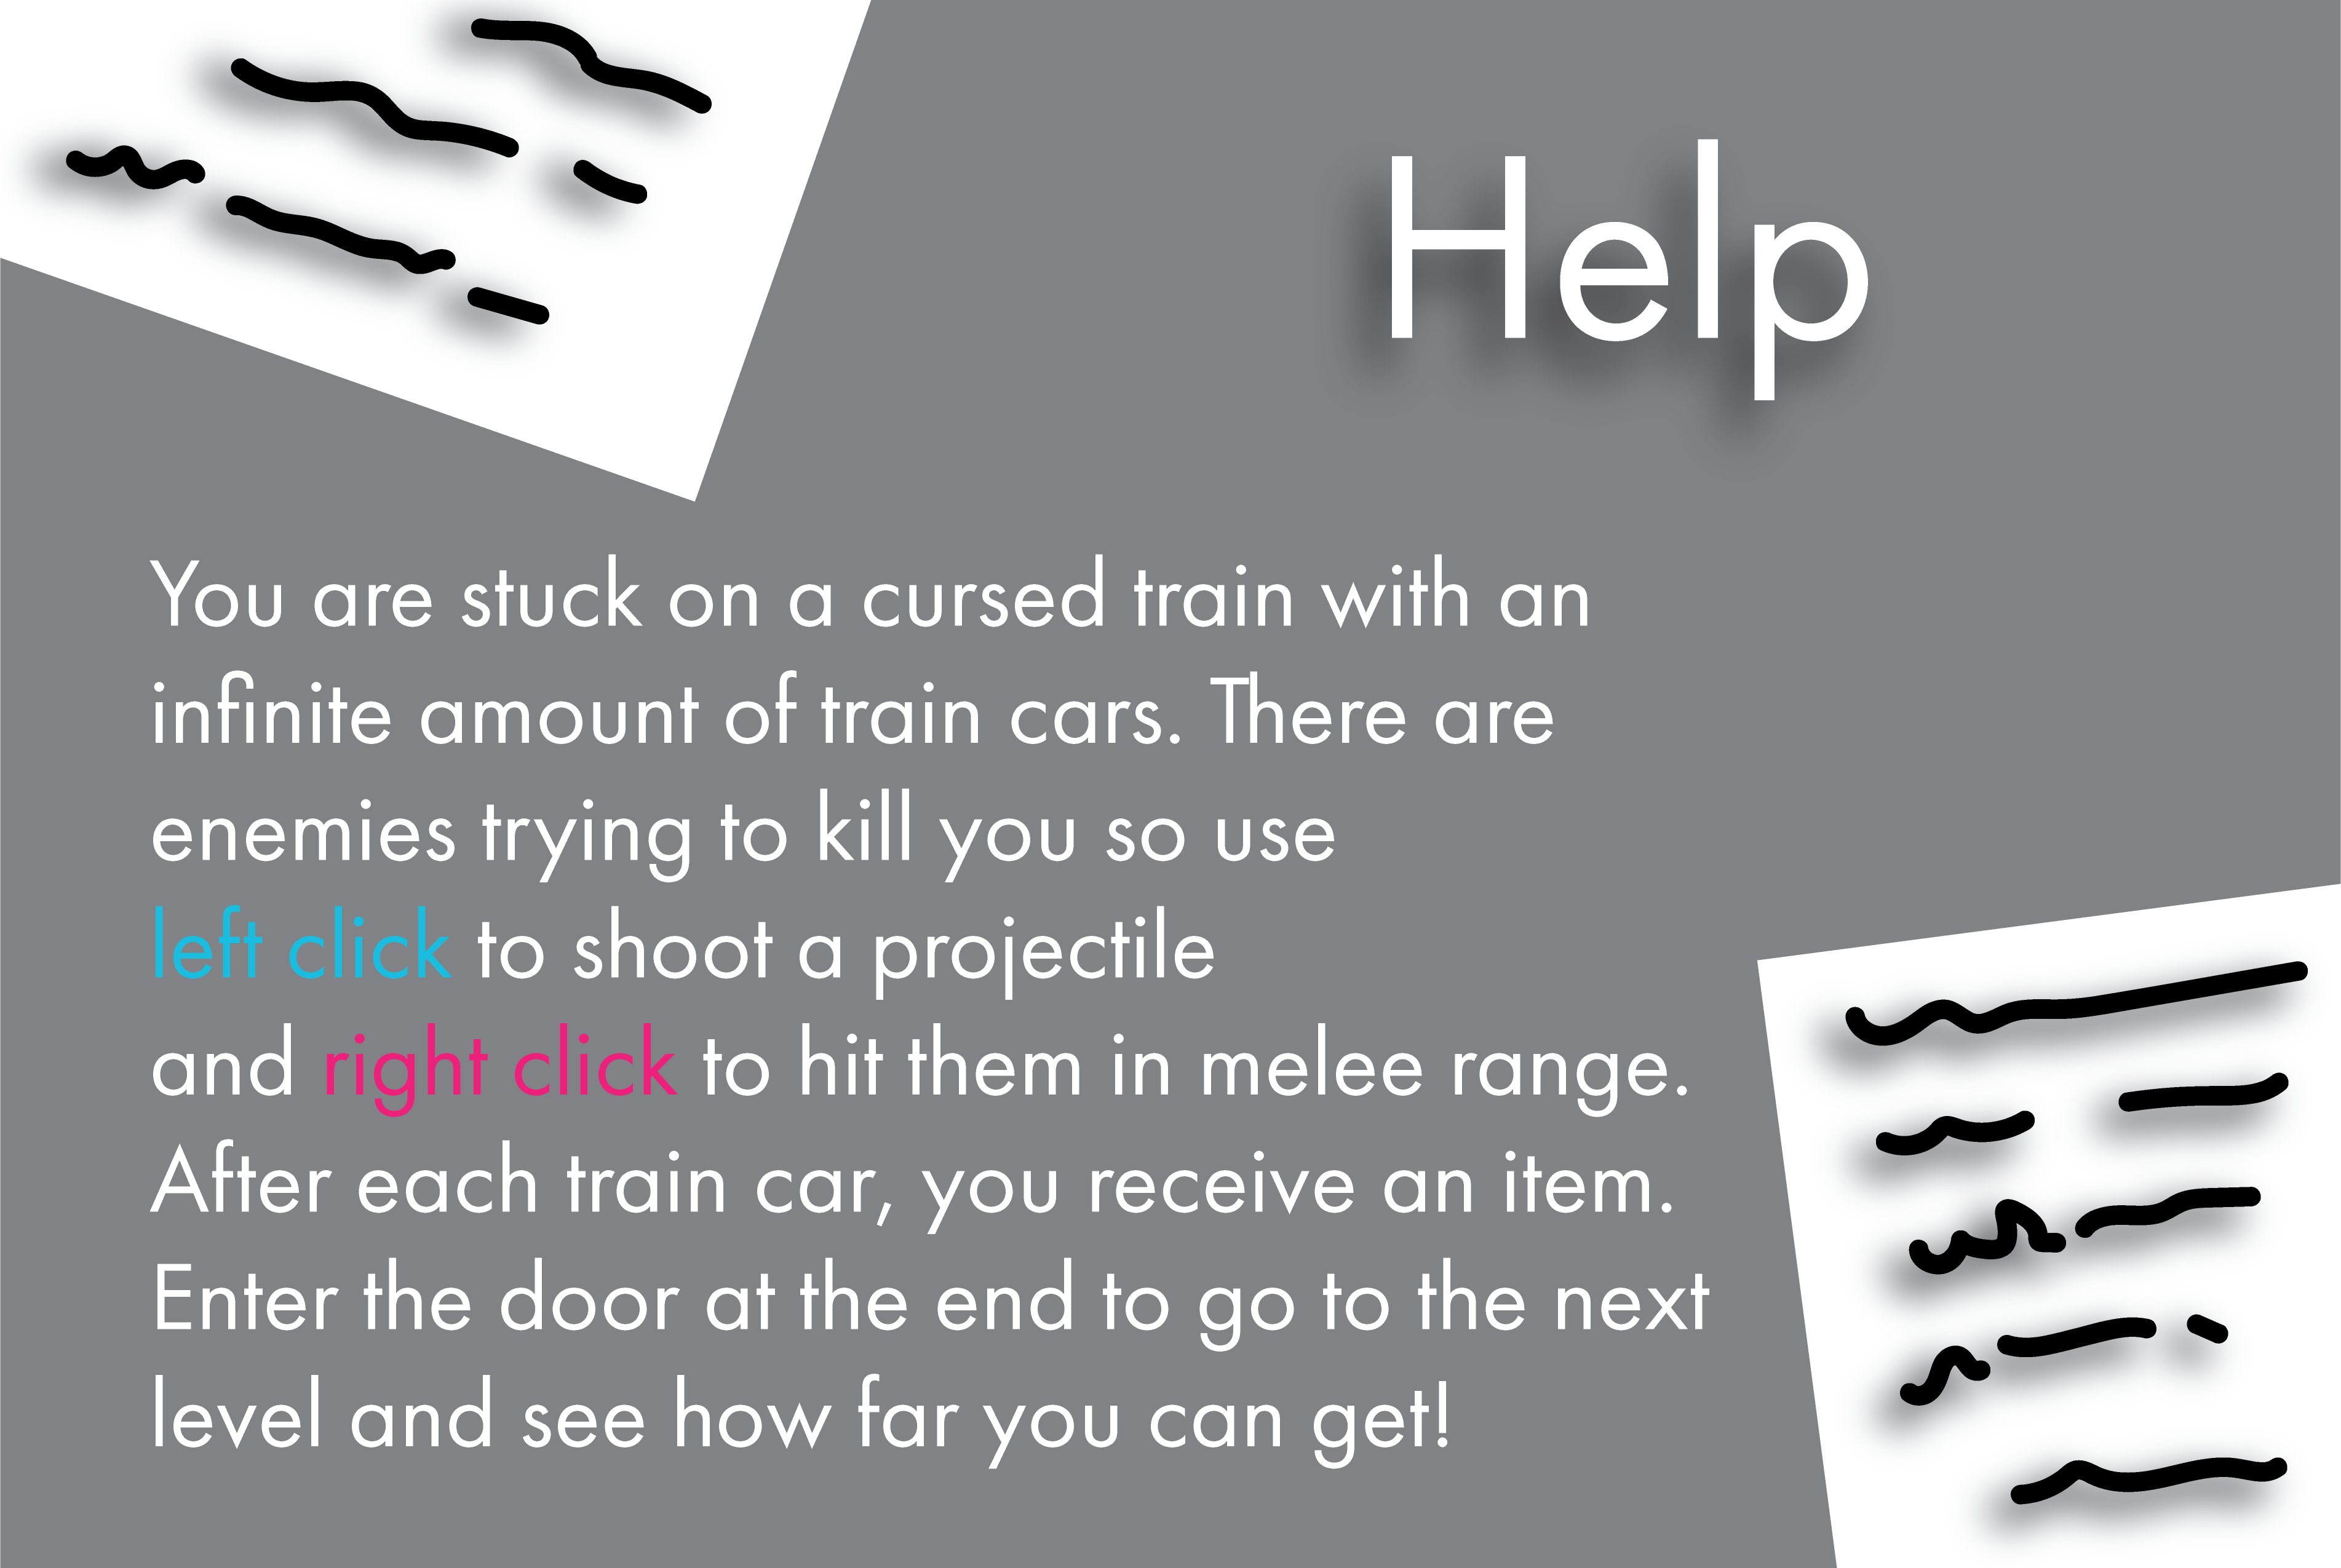 Help
You are stuck on a cursed train with an
infinite amount of train cars. There are
enemies trying to kill you so use
left click to shoot a projectile
and right click to hit them in melee range.
After each train car, you receive an item.
Enter the door at the end to go to the next
level and see how far you can get!